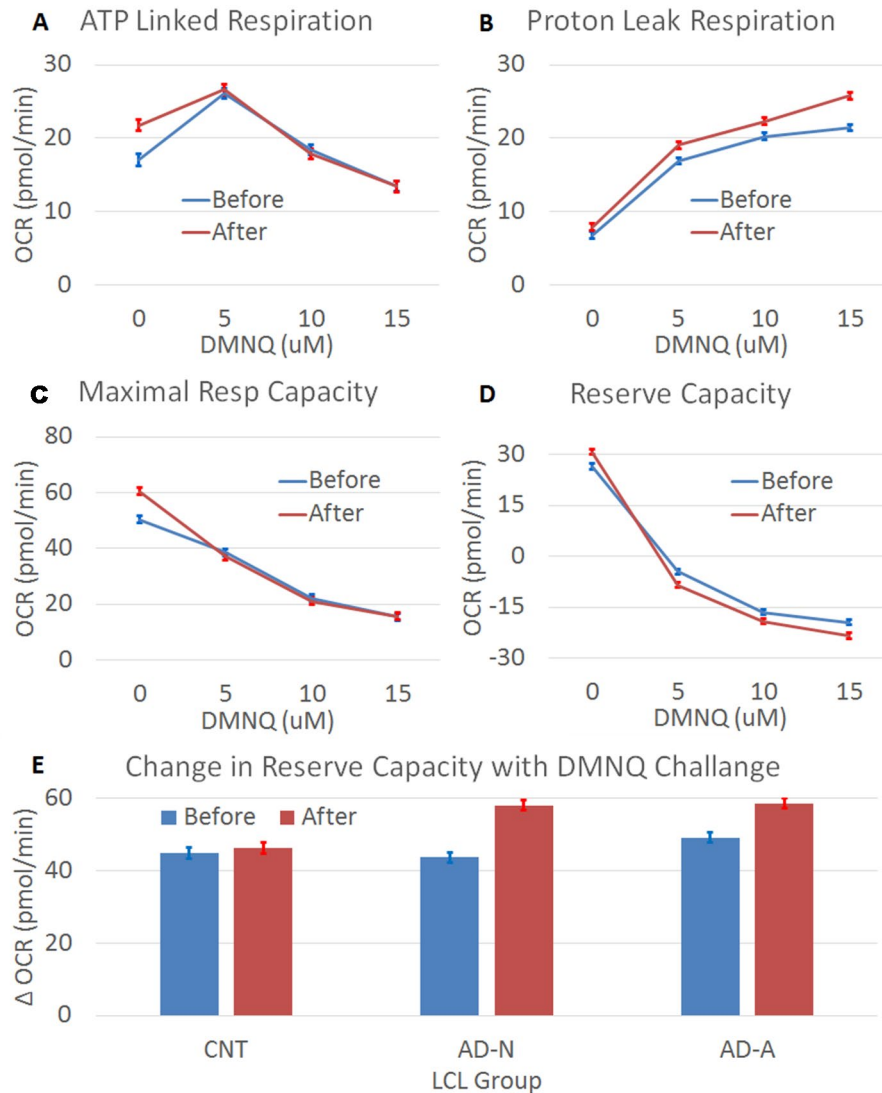 A ATP Linked Respiration
OCR (pmol/min)
30
20
10
0
Before
After
0 5 10 15
DMNQ (uM)
B Proton Leak Respiration
OCR (pmol/min)
30
20
10
0
Before
After
0 5 10 15
DMNQ (uM)
C Maximal Resp Capacity
OCR (pmol/min)
80
60
40
20
0
Before
After
0 5 10 15
DMNQ (uM)
D Reserve Capacity
OCR (pmol/min)
30
15
0
-15
-30
Before
After
0 5 10 15
DMNQ (uM)
E Change in Reserve Capacity with DMNQ Challange
Δ OCR (pmol/min)
60
40
20
0
Before After
CNT AD-N AD-A
LCL Group